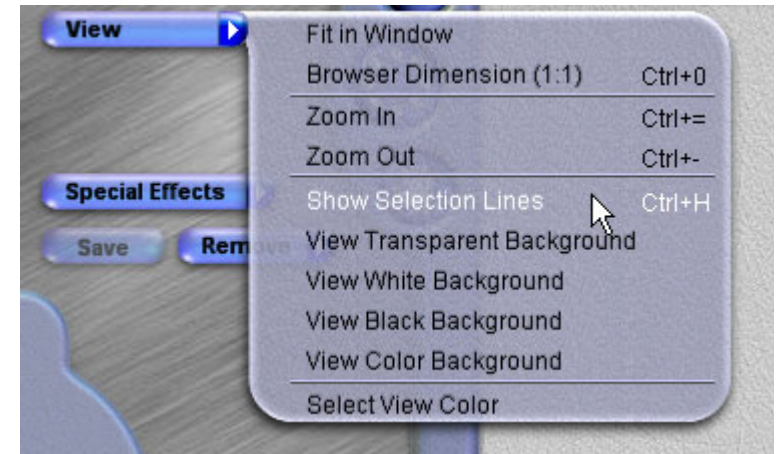 View
Fit in Window
Browser Dimension (1:1) Ctrl+0
Zoom In Ctrl+=
Zoom Out Ctrl+-
Special Effects
Show Selection Lines Ctrl+H
Save Remove
View Transparent Background
View White Background
View Black Background
View Color Background
Select View Color